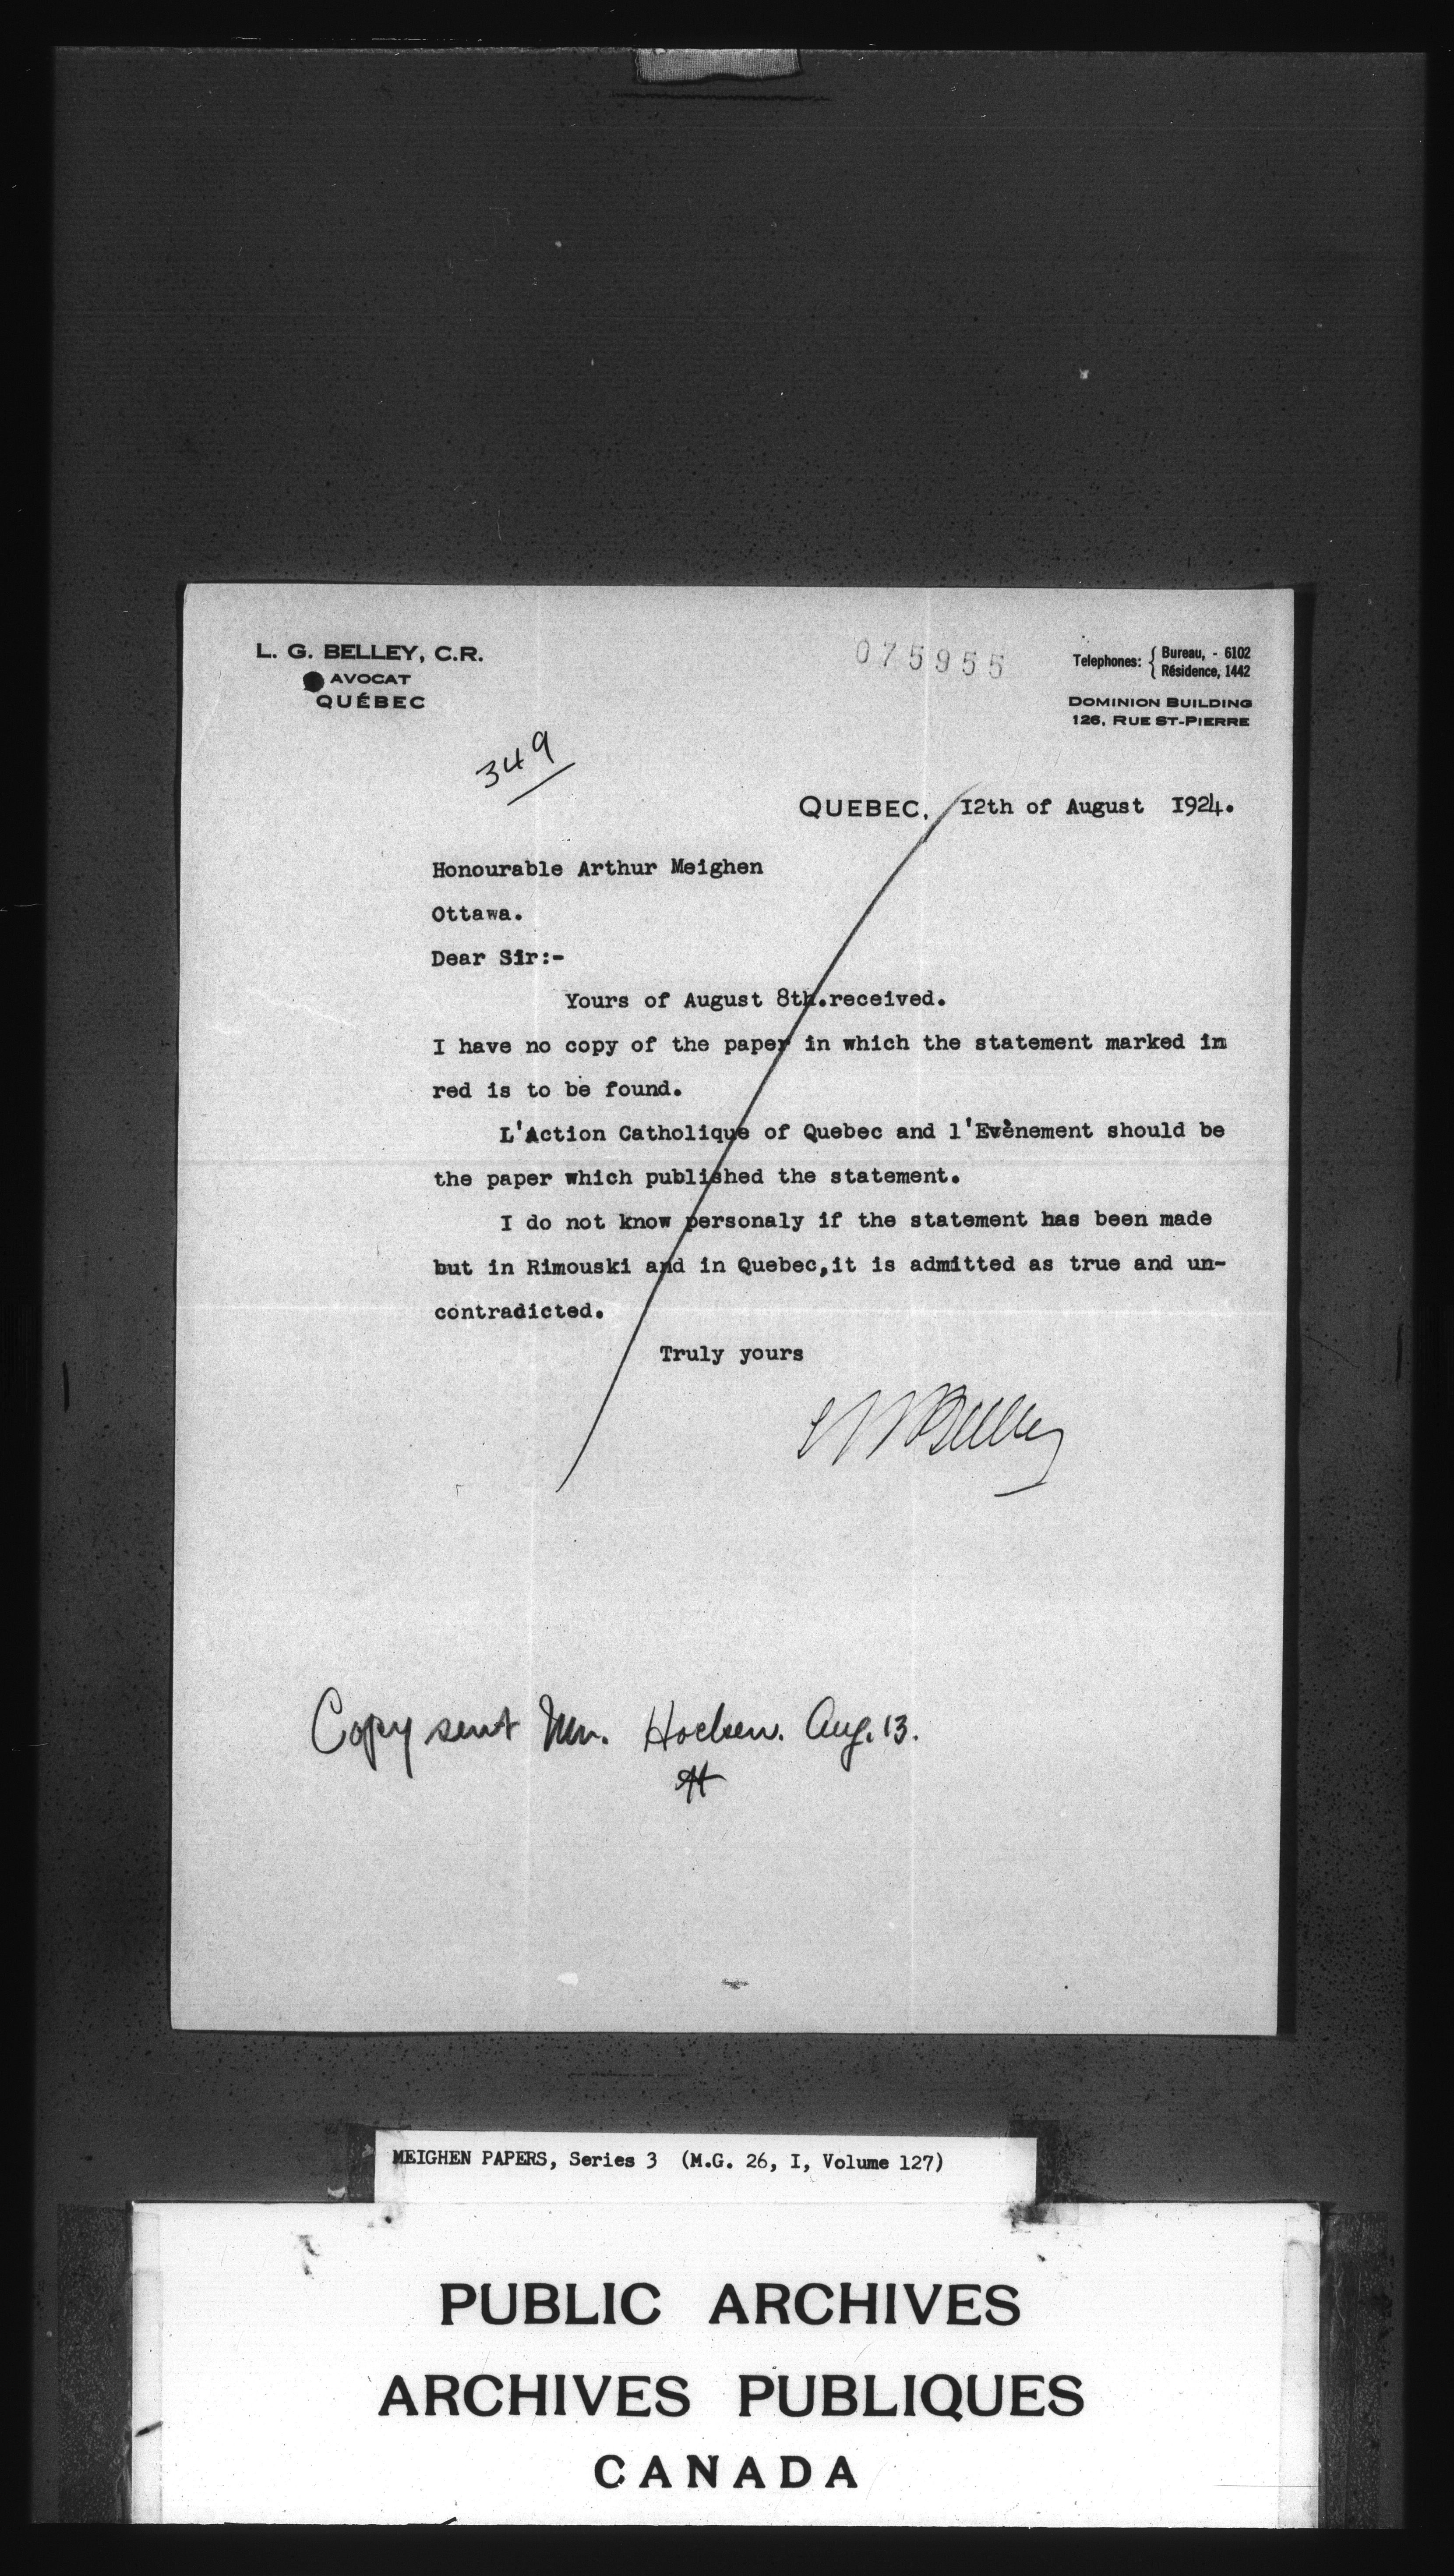 L. G. BELLEY, C.R.
AVOCAT
QUÉBEC
075955
Telephones: { Bureau, - 6102
Résidence, 1442
DOMINION BUILDING
126, RUE ST-PIERRE
349
QUEBEC, 12th of August 1924.
Honourable Arthur Meighen
Ottawa.
Dear Sir:-
Yours of August 8th.received.
I have no copy of the paper in which the statement marked in
red is to be found.
L'Action Catholique of Quebec and l'Evènement should be
the paper which published the statement.
I do not know personaly if the statement has been made
but in Rimouski and in Quebec,it is admitted as true and un-
contradicted.
Truly yours
Belley
Copy sent Mr. Hocken. Aug. 13.
MEIGHEN PAPERS, Series 3 (M.G. 26, I, Volume 127)
PUBLIC ARCHIVES
ARCHIVES PUBLIQUES
CANADA